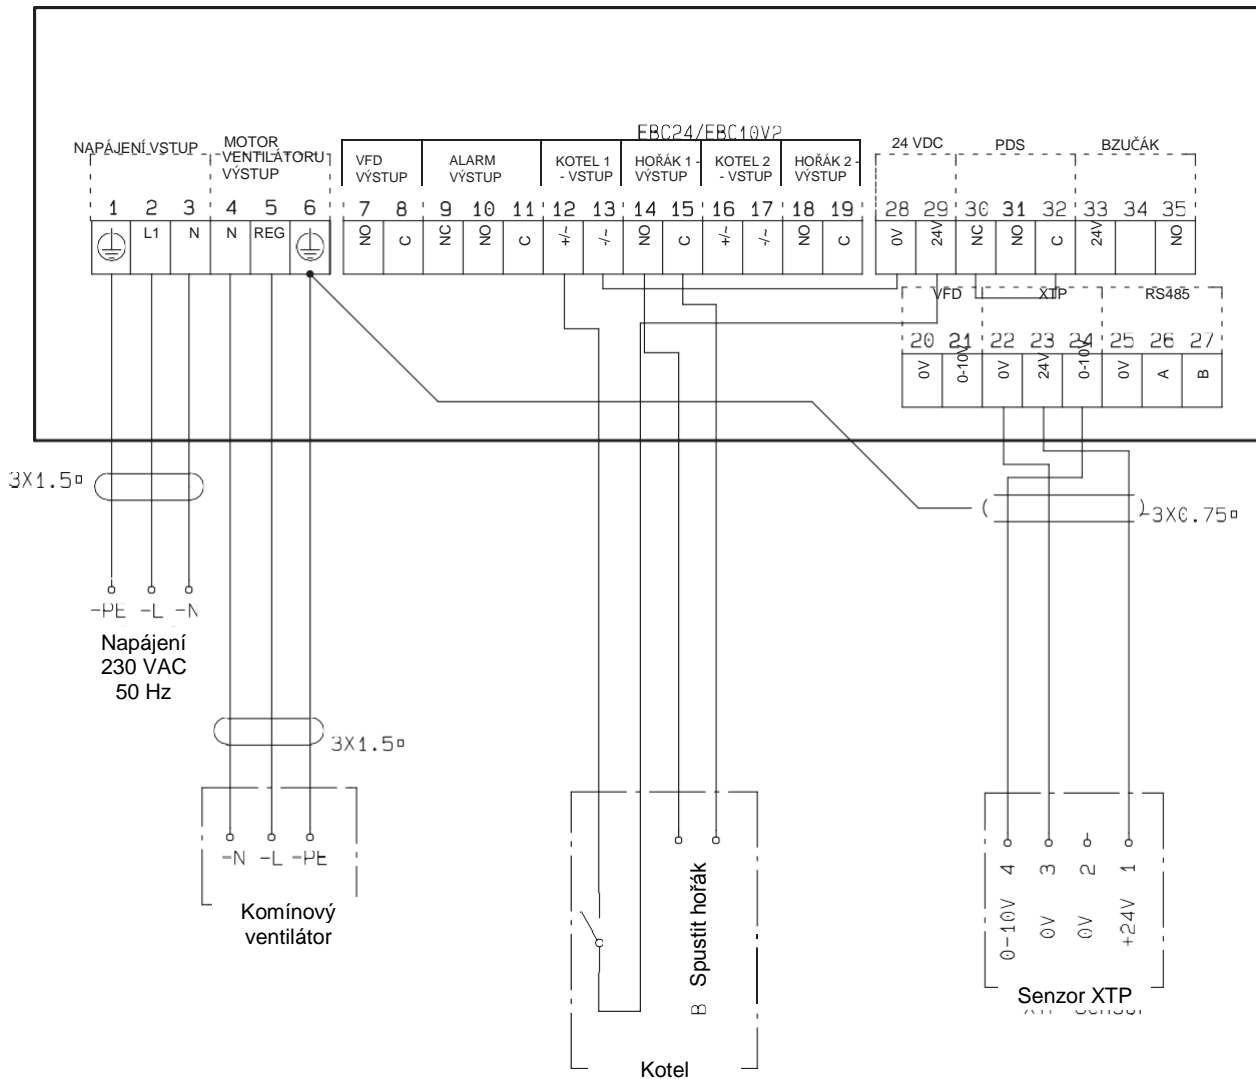 EBC24/EBC10V2
NAPÁJENÍ VSTUP
MOTOR
VENTILÁTORU
VÝSTUP
VFD
VÝSTUP
ALARM
VÝSTUP
KOTEL 1
- VSTUP
HOŘÁK 1 -
VÝSTUP
KOTEL 2
- VSTUP
HOŘÁK 2 -
VÝSTUP
24 VDC
PDS
BZUČÁK
1 2 3 4 5 6 7 8 9 10 11 12 13 14 15 16 17 18 19 28 29 30 31 32 33 34 35
L1 N N REG NO C NC NO C +/~ -/~ NO C +/~ -/~ NO C 0V 24V NC NO C 24V NO
VFD XTP RS485
20 21 22 23 24 25 26 27
0V 0-10V 0V 24V 0-10V 0V A B
3X1.5
-3X0.75
-PE -L -N
Napájení
230 VAC
50 Hz
3X1.5
-N -L -PE
Komínový
ventilátor
B Spustit hořák
Kotel
4 3 2 1
0-10V 0V 0V +24V
Senzor XTP